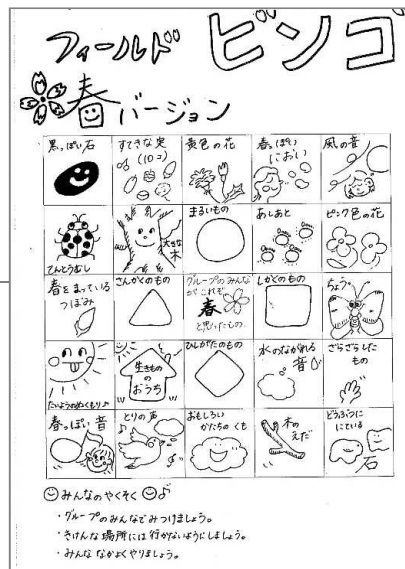 フィールド ビンゴ
春バージョン
黒っぽい石
すてきな実
(10コ)
黄色の花
春っぽい
におい
風の音
てんとうむし
大きな
木
まるいもの
あしあと
ピンク色の花
春をまっている
つぼみ
さんかくのもの
グループのみんな
がこれぞ
春
と思ったもの
しかくのもの
ちょう
たいようのぬくもり♪
生きもの
の
おうち
ひしがたのもの
水のながれる
音
ざらざらした
もの
春っぽい音
とりの声
おもしろい
かたちのくも
木の
えだ
どうぶつに
にている
石
みんなのやくそく
・グループのみんなでみつけましょう。
・きけんな場所には行かないようにしましょう。
・みんななかよくやりましょう。